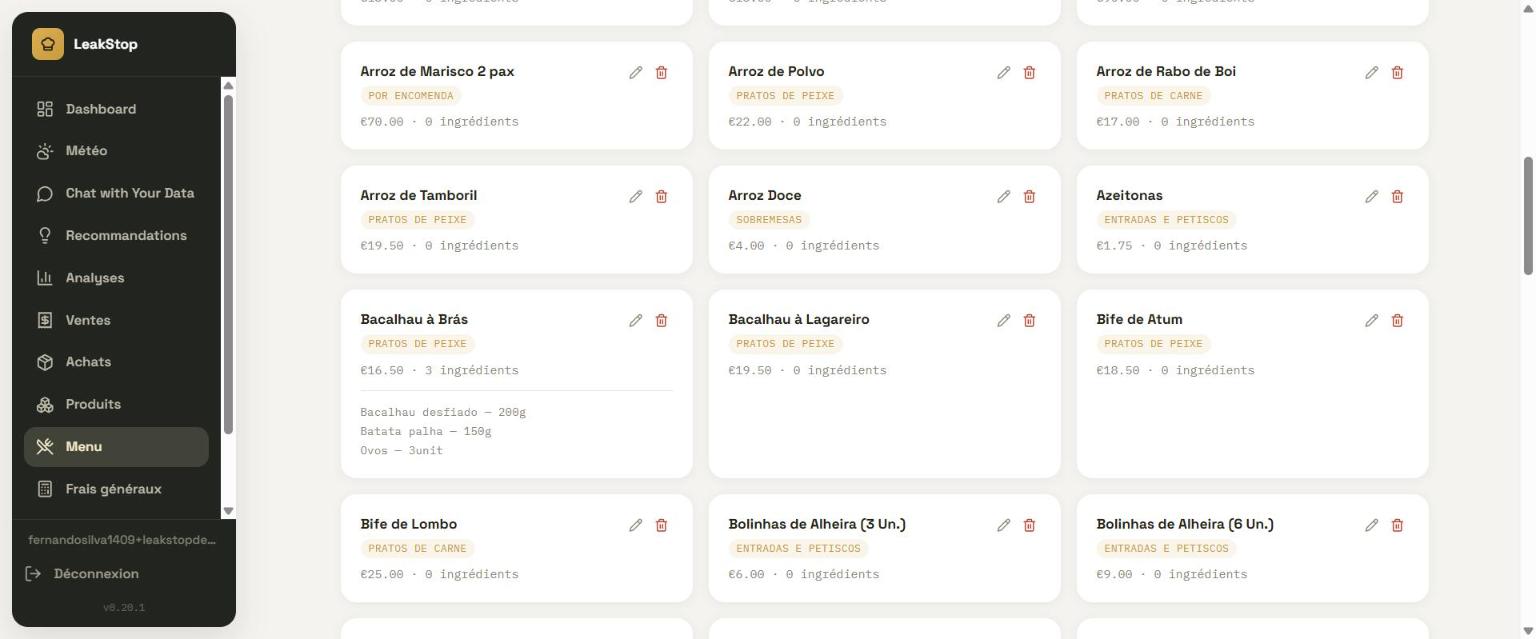 LeakStop
Dashboard
Météo
Chat with Your Data
Recommandations
Analyses
Ventes
Achats
Produits
Menu
Frais généraux
fernandosilva1409+leakstopde…
Déconnexion
v0.20.1
Arroz de Marisco 2 pax
POR ENCOMENDA
€70.00 · 0 ingrédients
Arroz de Polvo
PRATOS DE PEIXE
€22.00 · 0 ingrédients
Arroz de Rabo de Boi
PRATOS DE CARNE
€17.00 · 0 ingrédients
Arroz de Tamboril
PRATOS DE PEIXE
€19.50 · 0 ingrédients
Arroz Doce
SOBREMESAS
€4.00 · 0 ingrédients
Azeitonas
ENTRADAS E PETISCOS
€1.75 · 0 ingrédients
Bacalhau à Brás
PRATOS DE PEIXE
€16.50 · 3 ingrédients
Bacalhau desfiado — 200g
Batata palha — 150g
Ovos — 3unit
Bacalhau à Lagareiro
PRATOS DE PEIXE
€19.50 · 0 ingrédients
Bife de Atum
PRATOS DE PEIXE
€18.50 · 0 ingrédients
Bife de Lombo
PRATOS DE CARNE
€25.00 · 0 ingrédients
Bolinhas de Alheira (3 Un.)
ENTRADAS E PETISCOS
€6.00 · 0 ingrédients
Bolinhas de Alheira (6 Un.)
ENTRADAS E PETISCOS
€9.00 · 0 ingrédients